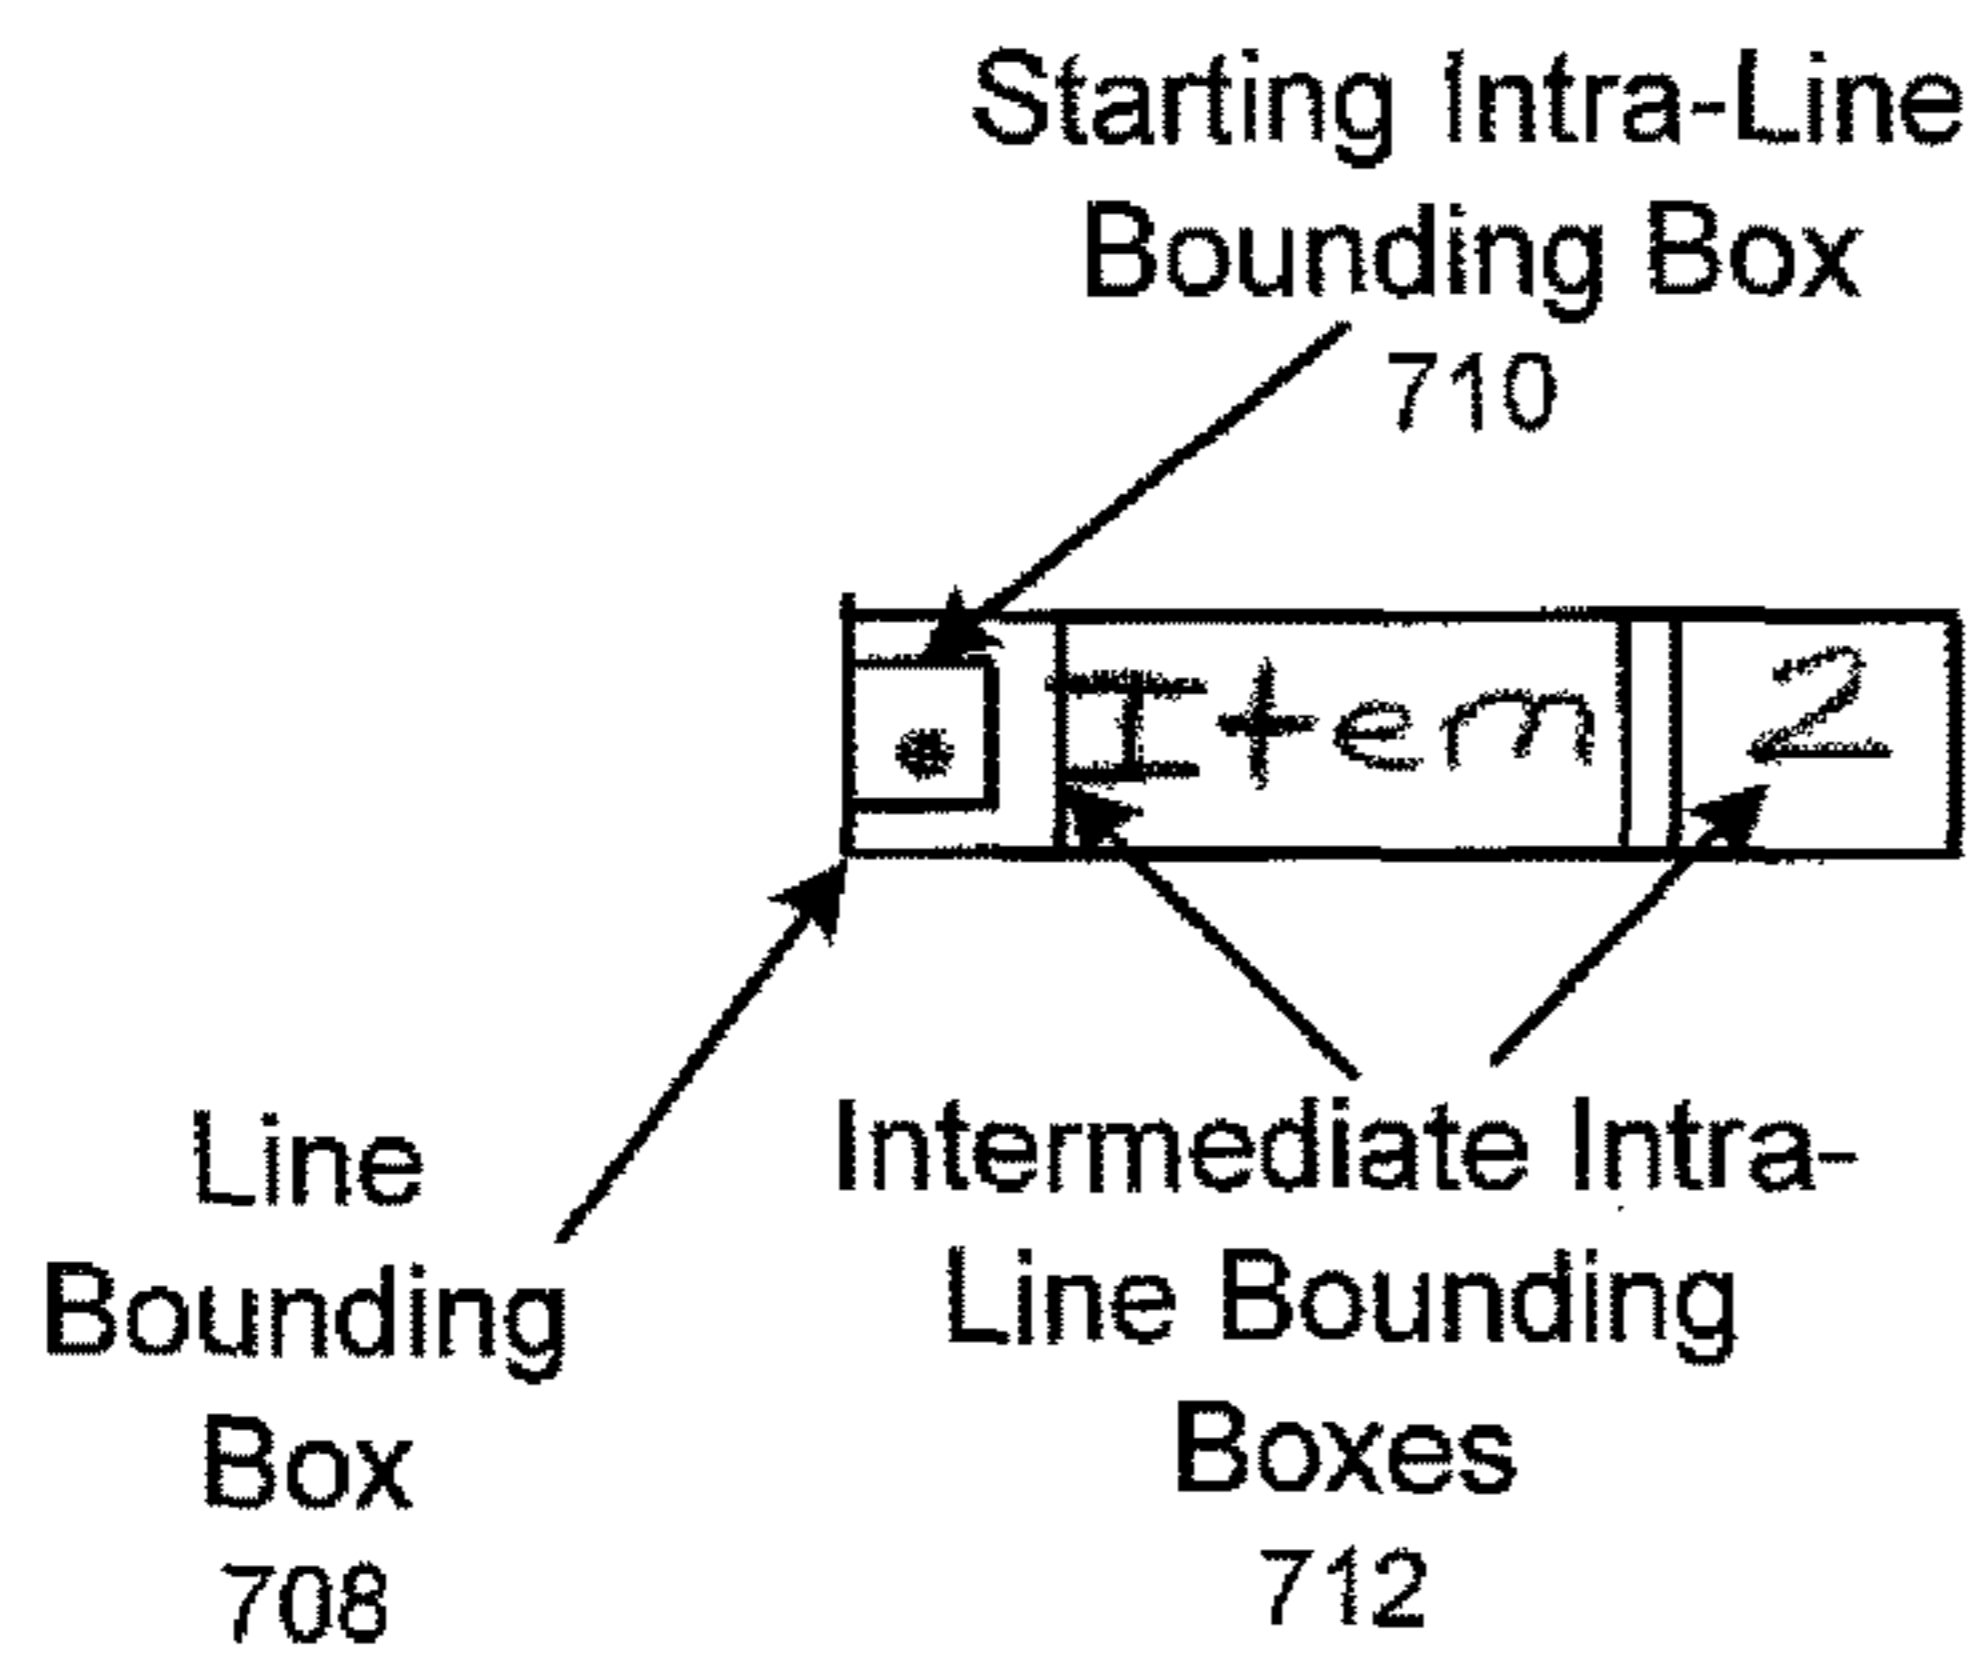 Starting Intra-Line
Bounding Box
710
• Item 2
Line
Bounding
Box
708
Intermediate Intra-
Line Bounding
Boxes
712